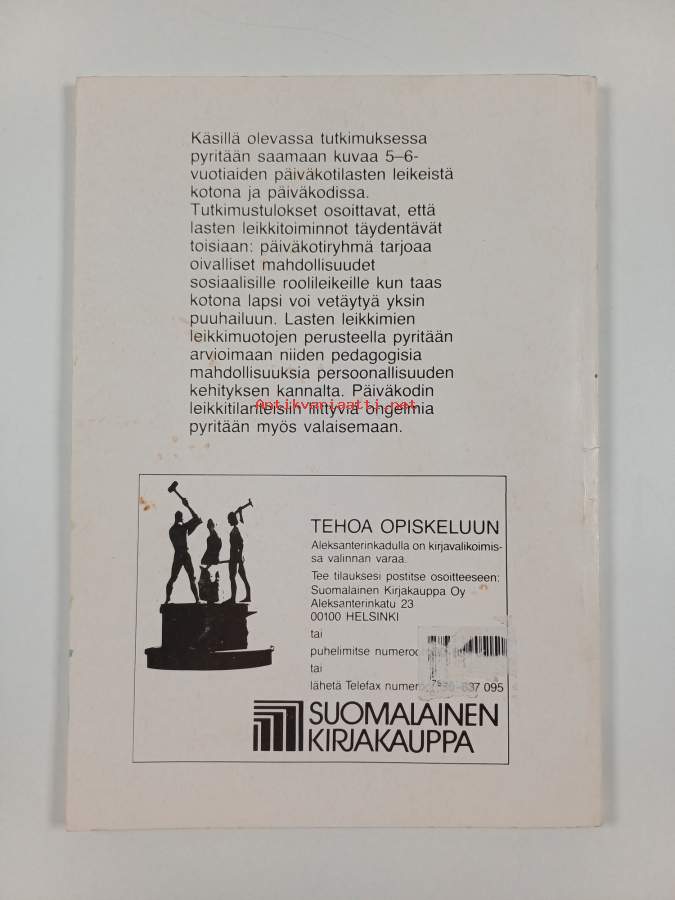 Käsillä olevassa tutkimuksessa
pyritään saamaan kuvaa 5–6-
vuotiaiden päiväkotilasten leikeistä
kotona ja päiväkodissa.
Tutkimustulokset osoittavat, että
lasten leikkitoiminnot täydentävät
toisiaan: päiväkotiryhmä tarjoaa
oivalliset mahdollisuudet
sosiaalisille roolileikeille kun taas
kotona lapsi voi vetäytyä yksin
puuhailuun. Lasten leikkimien
leikkimuotojen perusteella pyritään
arvioimaan niiden pedagogisia
mahdollisuuksia persoonallisuuden
kehityksen kannalta. Päiväkodin
Antikvariaatti.net
leikkitilanteisiin liittyviä ongelmia
pyritään myös valaisemaan.
TEHOA OPISKELUUN
Aleksanterinkadulla on kirjavalikoimis-
sa valinnan varaa.
Tee tilauksesi postitse osoitteeseen:
Suomalainen Kirjakauppa Oy
Aleksanterinkatu 23
00100 HELSINKI
tai
puhelimitse
tai
lähetä Telefax 637 095
SUOMALAINEN
KIRJAKAUPPA